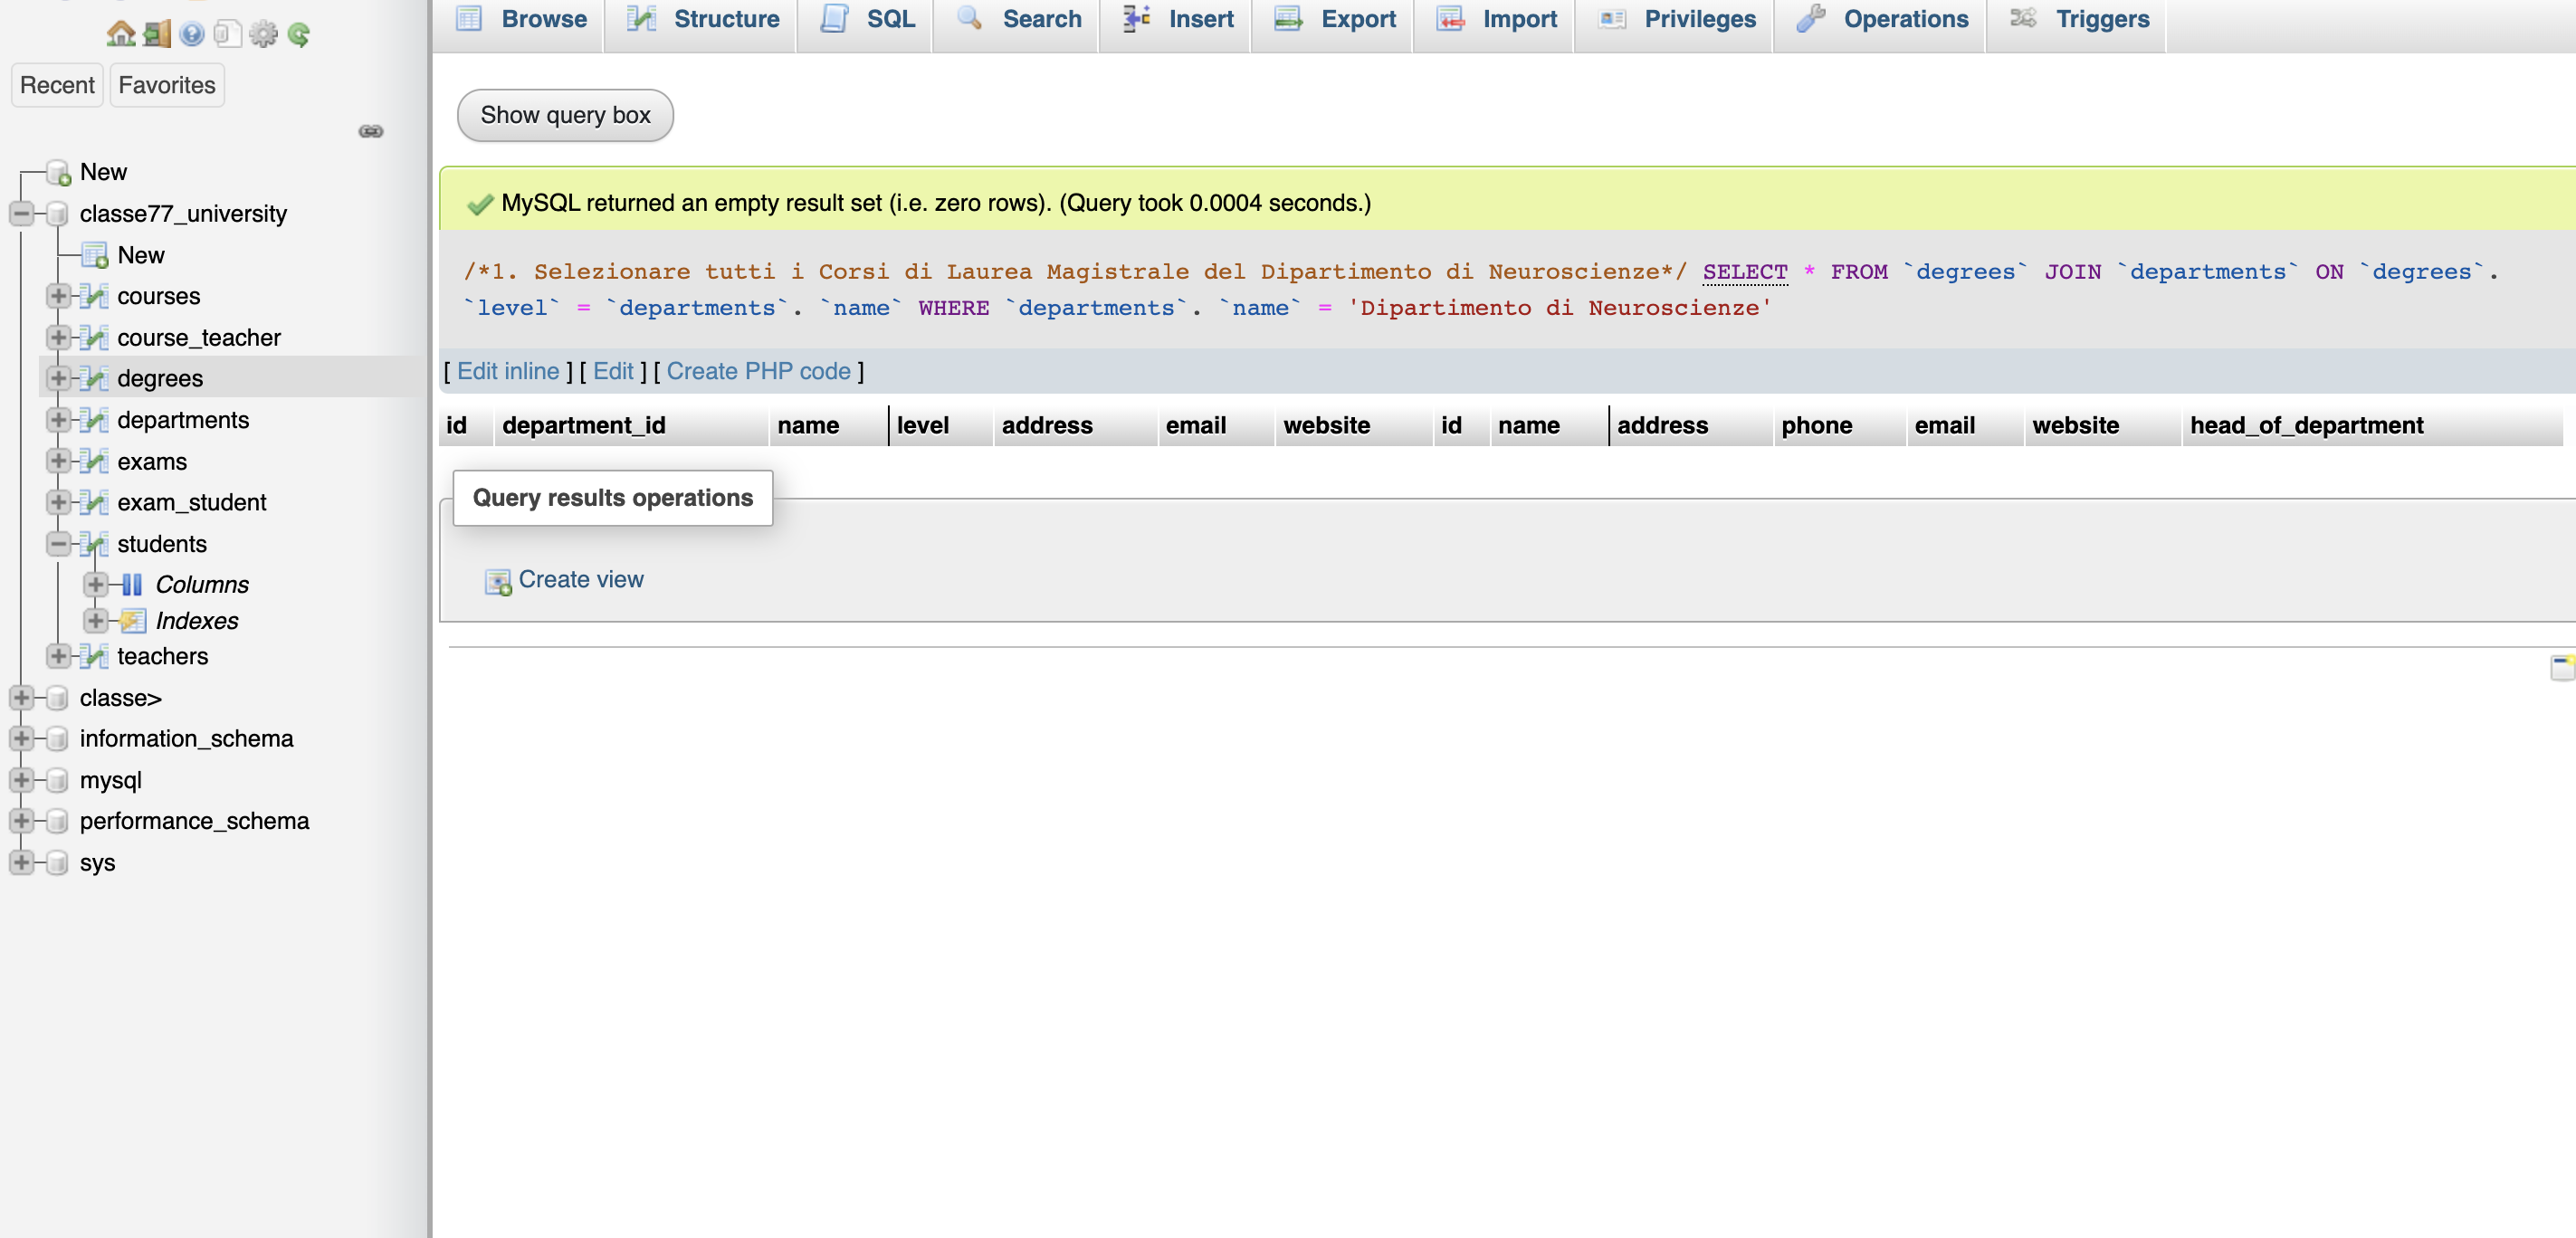 Browse Structure SQL Search Insert Export Import Privileges Operations Triggers
Recent Favorites
New
classe77_university
New
courses
course_teacher
degrees
departments
exams
exam_student
students
Columns
Indexes
teachers
classe>
information_schema
mysql
performance_schema
sys
Show query box
MySQL returned an empty result set (i.e. zero rows). (Query took 0.0004 seconds.)
/*1. Selezionare tutti i Corsi di Laurea Magistrale del Dipartimento di Neuroscienze*/ SELECT * FROM `degrees` JOIN `departments` ON `degrees`.
`level` = `departments`. `name` WHERE `departments`. `name` = 'Dipartimento di Neuroscienze'
[ Edit inline ] [ Edit ] [ Create PHP code ]
id department_id name level address email website id name address phone email website head_of_department
Query results operations
Create view